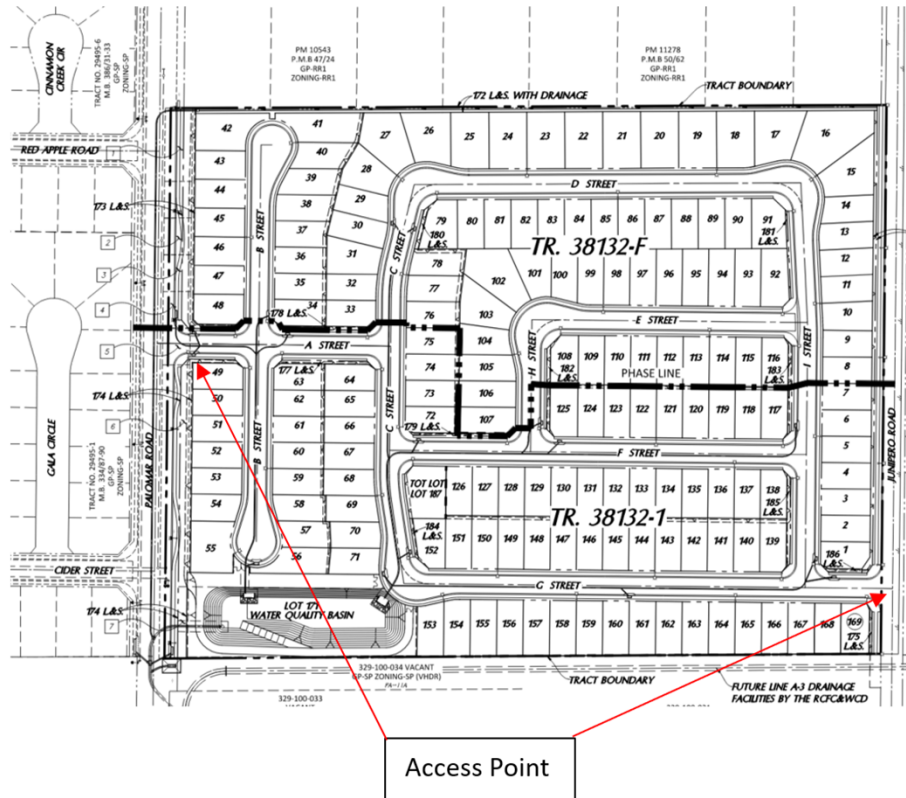 CINNAMON
CREEK CIR
TRACT NO. 29495-6
M.B. 386/31-33
GP-SP
ZONING-SP
PM 10543
P.M.B 47/24
GP-RR1
ZONING-RR1
PM 11278
P.M.B 50/62
GP-RR1
ZONING-RR1
172 L&S. WITH DRAINAGE
TRACT BOUNDARY
RED APPLE ROAD
1
42
41
27
26
25
24
23
22
21
20
19
18
17
16
43
40
28
15
44
39
29
D STREET
173 L&S.
45
38
30
14
2
46
37
31
B STREET
C STREET
79
80
81
82
83
84
85
86
87
88
89
90
91
180
L&S.
181
L&S.
13
TR. 38132-F
3
47
36
32
78
102
101
100
99
98
97
96
95
94
93
92
12
4
48
35
33
77
11
178 L&S.
34
76
103
E STREET
10
5
A STREET
75
104
H STREET
108
109
110
111
112
113
114
115
116
I STREET
9
49
177 L&S.
63
64
74
105
182
L&S.
PHASE LINE
183
L&S.
8
174 L&S.
50
62
65
73
106
125
124
123
122
121
120
119
118
117
7
6
51
61
66
72
107
6
179 L&S.
GALA CIRCLE
TRACT NO. 29495-1
M.B. 334/87-90
GP-SP
ZONING-SP
PALOMAR ROAD
52
B STREET
60
67
C STREET
F STREET
5
JUNIPERO ROAD
53
59
68
TOT LOT
LOT 187
126
127
128
129
130
131
132
133
134
135
136
137
138
185
L&S.
4
54
58
69
3
TR. 38132-1
55
57
70
184
L&S.
152
151
150
149
148
147
146
145
144
143
142
141
140
139
2
56
71
186
L&S.
1
CIDER STREET
G STREET
174 L&S.
7
LOT 171
WATER QUALITY BASIN
153
154
155
156
157
158
159
160
161
162
163
164
165
166
167
168
169
175
L&S.
329-100-034 VACANT
GP-SP ZONING-SP (VHDR)
329-100-033
TRACT BOUNDARY
FUTURE LINE A-3 DRAINAGE
FACILITIES BY THE RCFC&WCD
Access Point